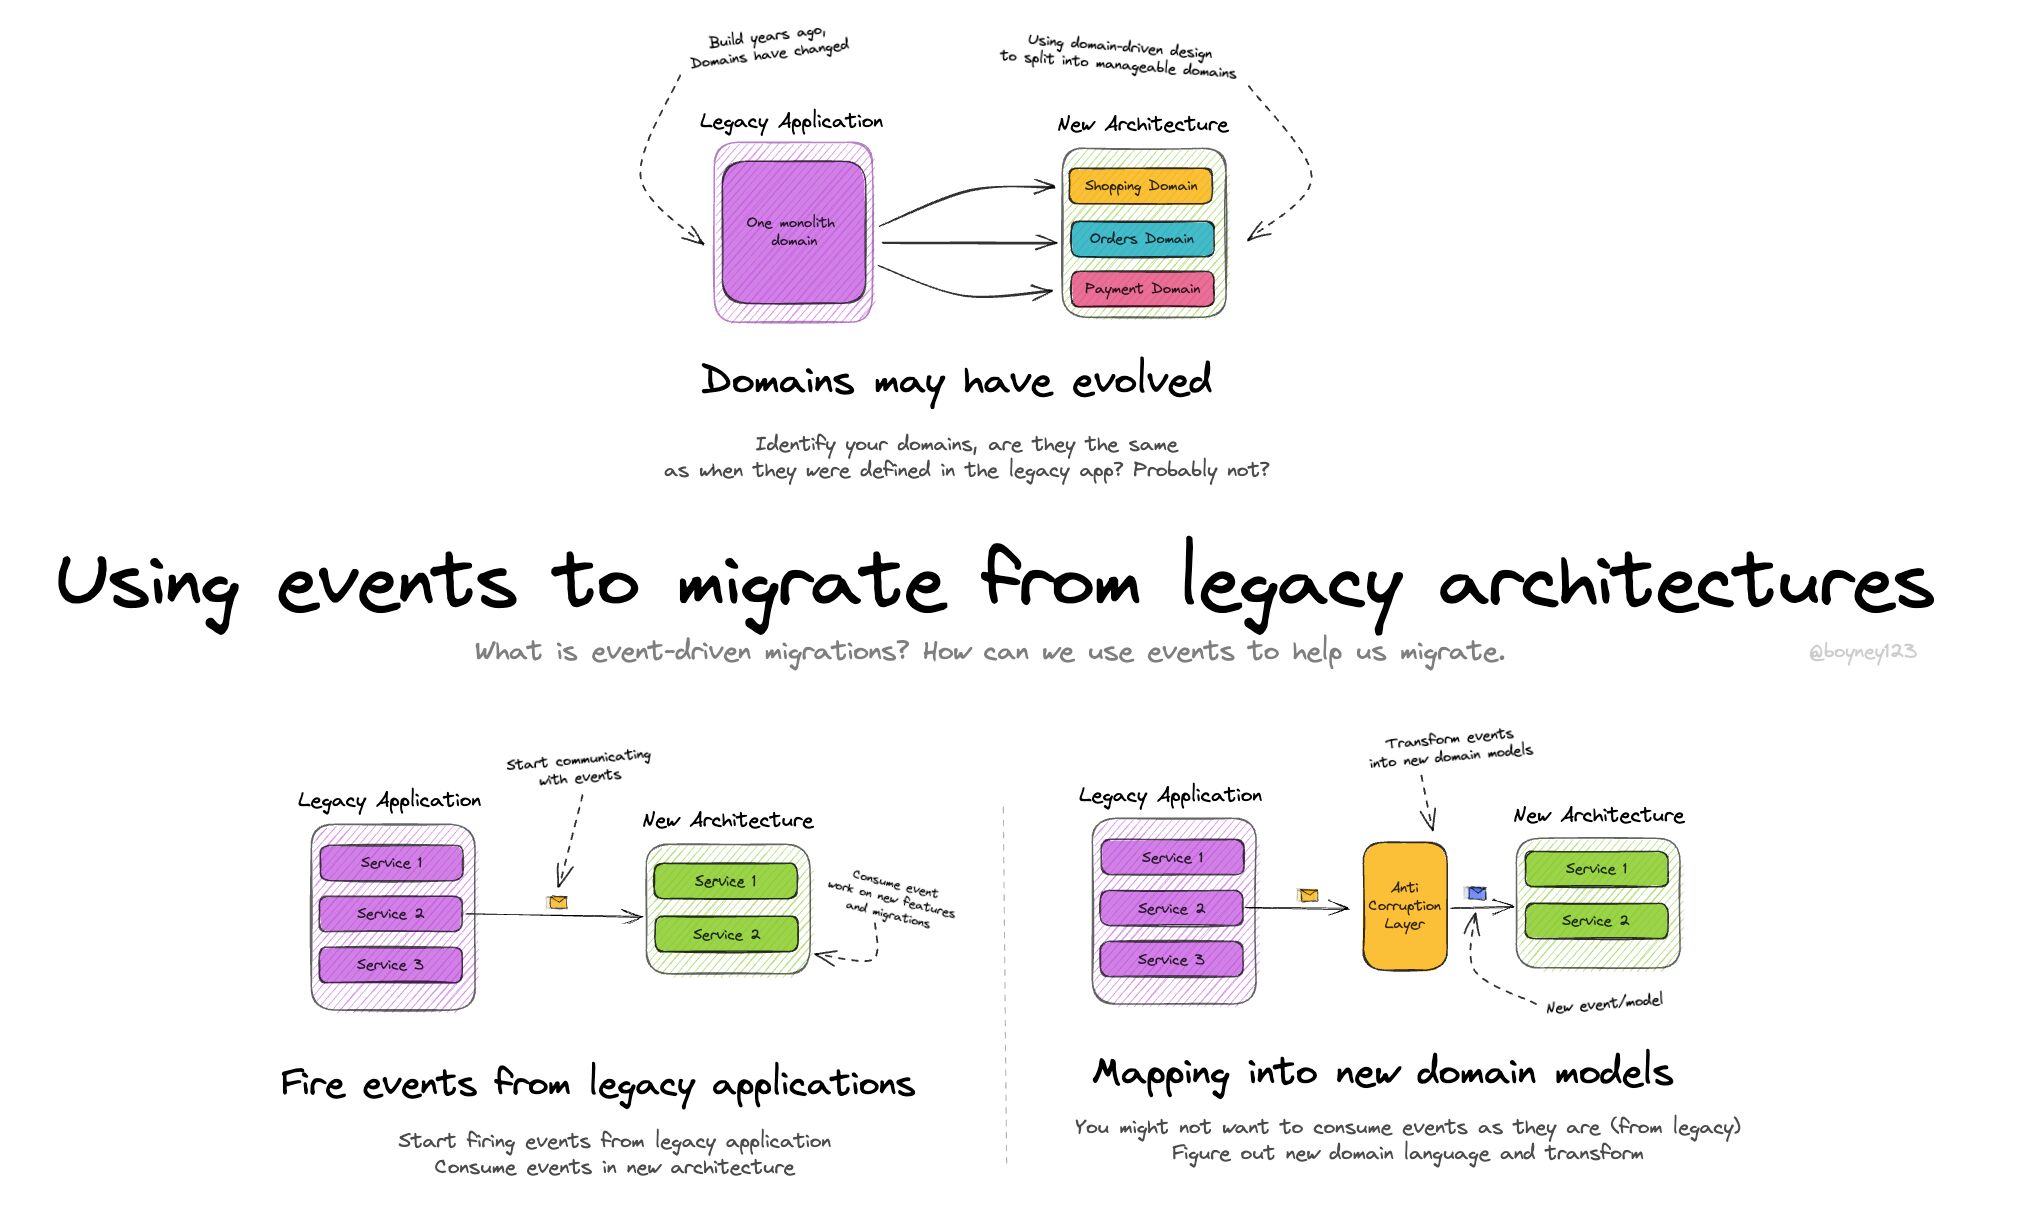 Build years ago,
Domains have changed
Using domain-driven design
to split into manageable domains
Legacy Application
New Architecture
One monolith
domain
Shopping Domain
Orders Domain
Payment Domain
Domains may have evolved
Identify your domains, are they the same
as when they were defined in the legacy app? Probably not?
Using events to migrate from legacy architectures
What is event-driven migrations? How can we use events to help us migrate.
@boyney123
Start communicating
with events
Legacy Application
New Architecture
Service 1
Service 2
Service 3
Service 1
Service 2
Consume event
work on new features
and migrations
Fire events from legacy applications
Start firing events from legacy application
Consume events in new architecture
Transform events
into new domain models
Legacy Application
New Architecture
Service 1
Service 2
Service 3
Anti
Corruption
Layer
Service 1
Service 2
New event/model
Mapping into new domain models
You might not want to consume events as they are (from legacy)
Figure out new domain language and transform